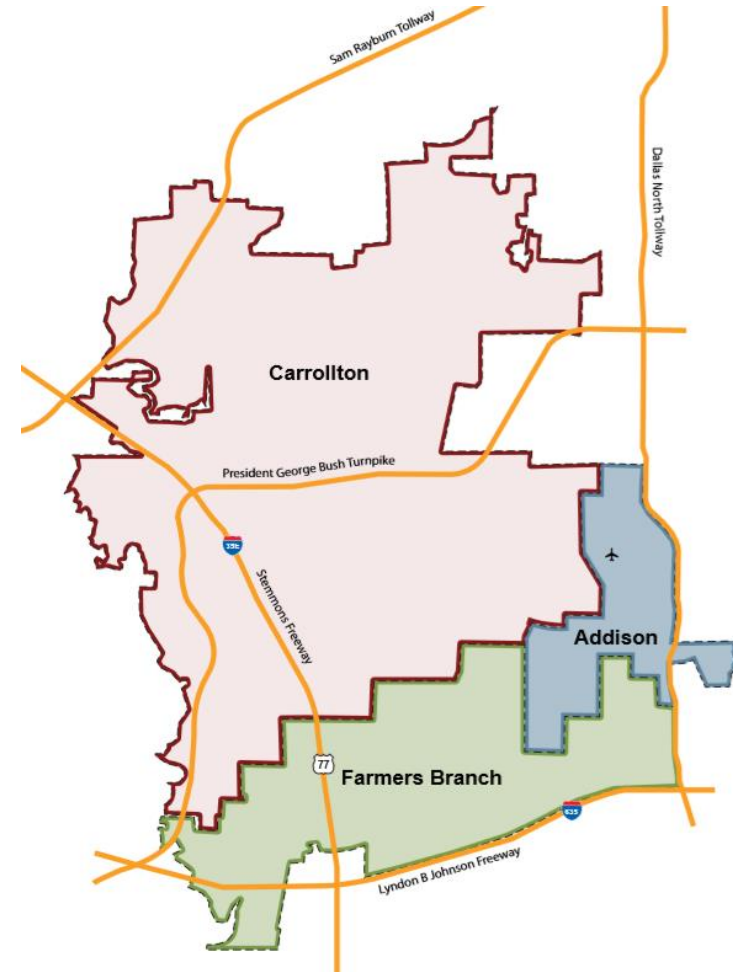 Sam Rayburn Tollway
Dallas North Tollway
Carrollton
President George Bush Turnpike
35E
Stemmons Freeway
Addison
77
Farmers Branch
635
Lyndon B Johnson Freeway